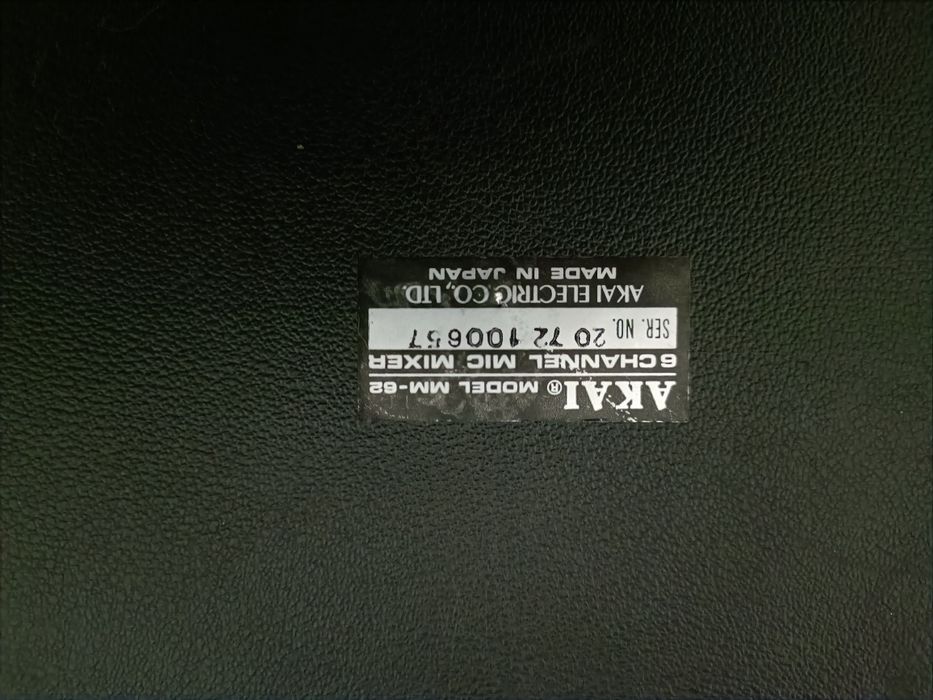 AKAI ® MODEL MM-62
6 CHANNEL MIC MIXER
SER. NO. 20 72 100657
AKAI ELECTRIC CO., LTD.
MADE IN JAPAN